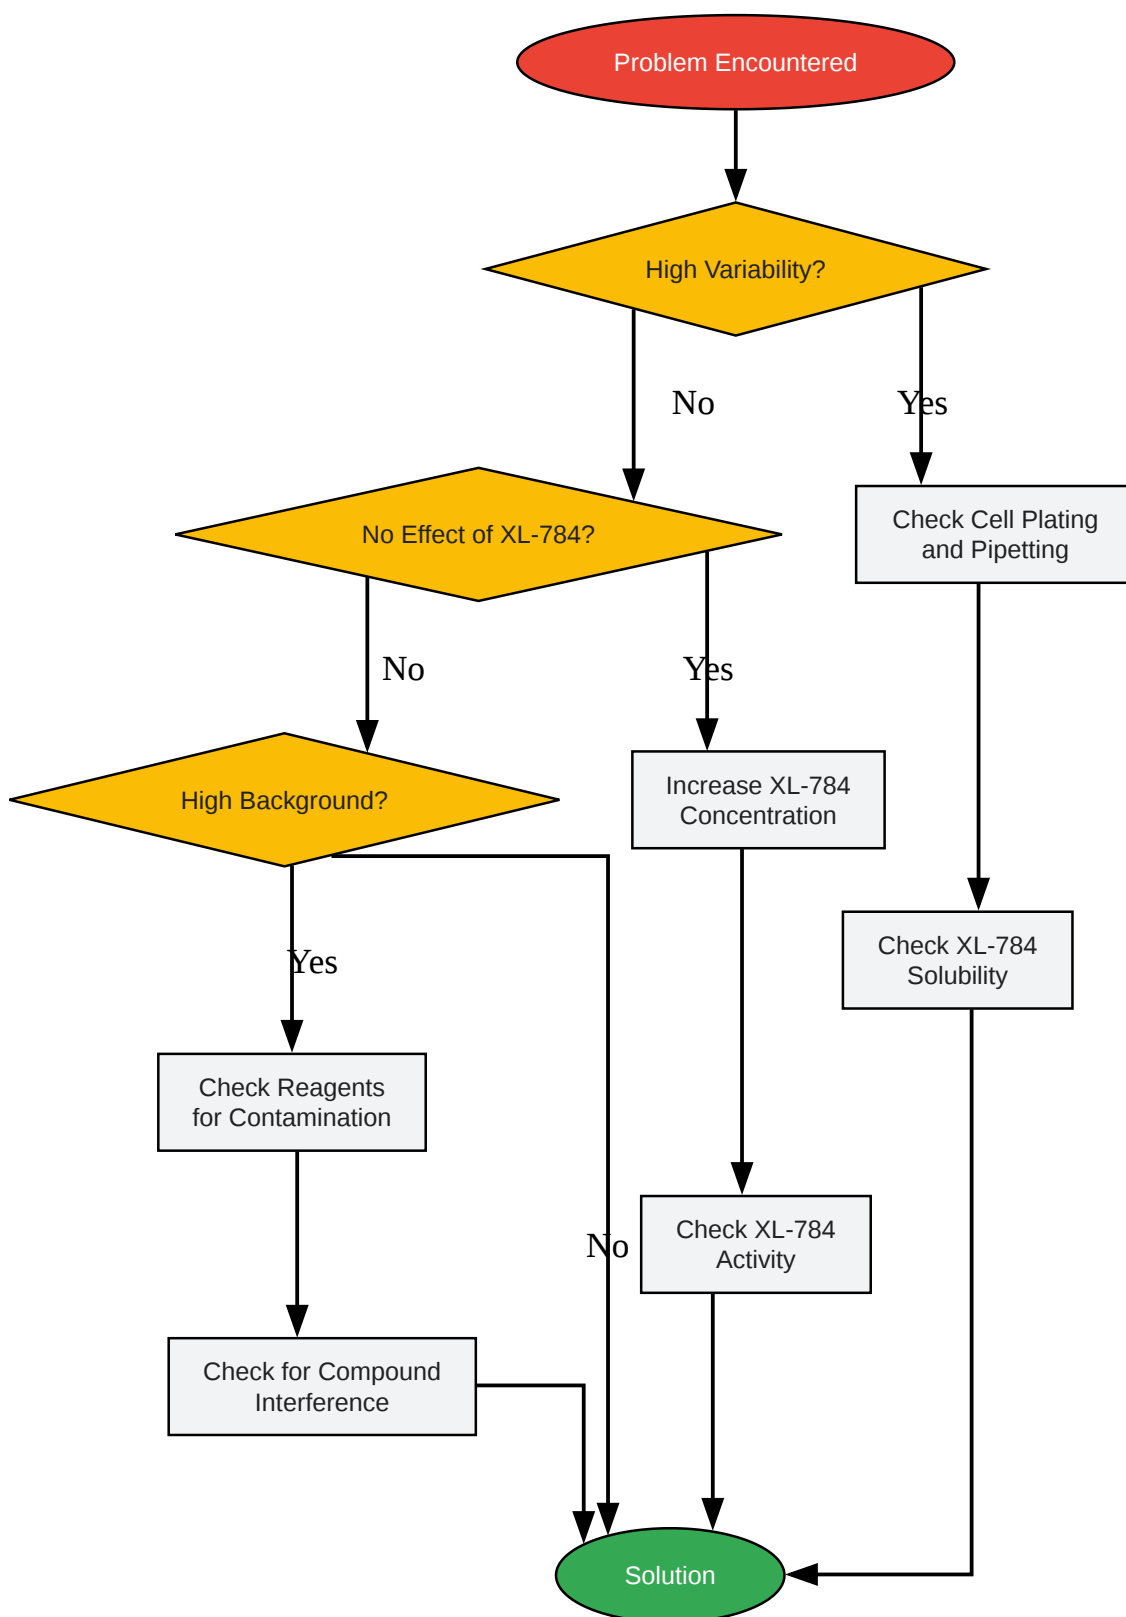 Problem Encountered
High Variability?
No
Yes
Check Cell Plating
and Pipetting
No Effect of XL-784?
No
Yes
Increase XL-784
Concentration
High Background?
Check XL-784
Solubility
Yes
Check Reagents
for Contamination
Check XL-784
Activity
No
Check for Compound
Interference
Solution